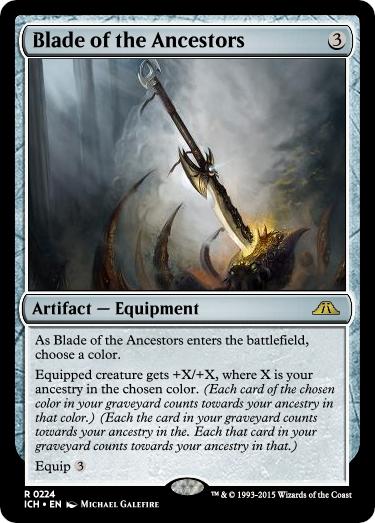 Blade of the Ancestors 3
Artifact — Equipment
As Blade of the Ancestors enters the battlefield,
choose a color.
Equipped creature gets +X/+X, where X is your
ancestry in the chosen color. (Each card of the chosen
color in your graveyard counts towards your ancestry in
that color.) (Each the card in your graveyard counts
towards your ancestry in the. Each that card in your
graveyard counts towards your ancestry in that.)
Equip 3
R 0224
ICH • EN Michael Galefire
™ & © 1993-2015 Wizards of the Coast